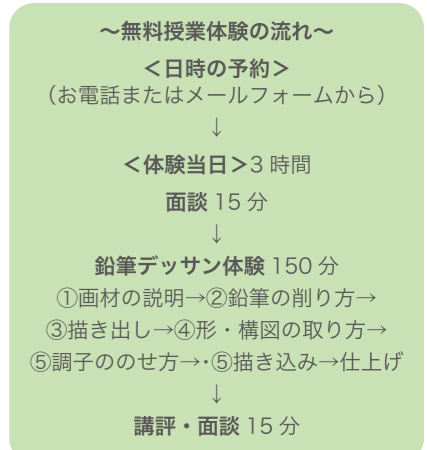 ～無料授業体験の流れ～
＜日時の予約＞
（お電話またはメールフォームから）
↓
＜体験当日＞3 時間
面談 15 分
↓
鉛筆デッサン体験 150 分
①画材の説明→②鉛筆の削り方→
③描き出し→④形・構図の取り方→
⑤調子ののせ方→・⑤描き込み→仕上げ
↓
講評・面談 15 分